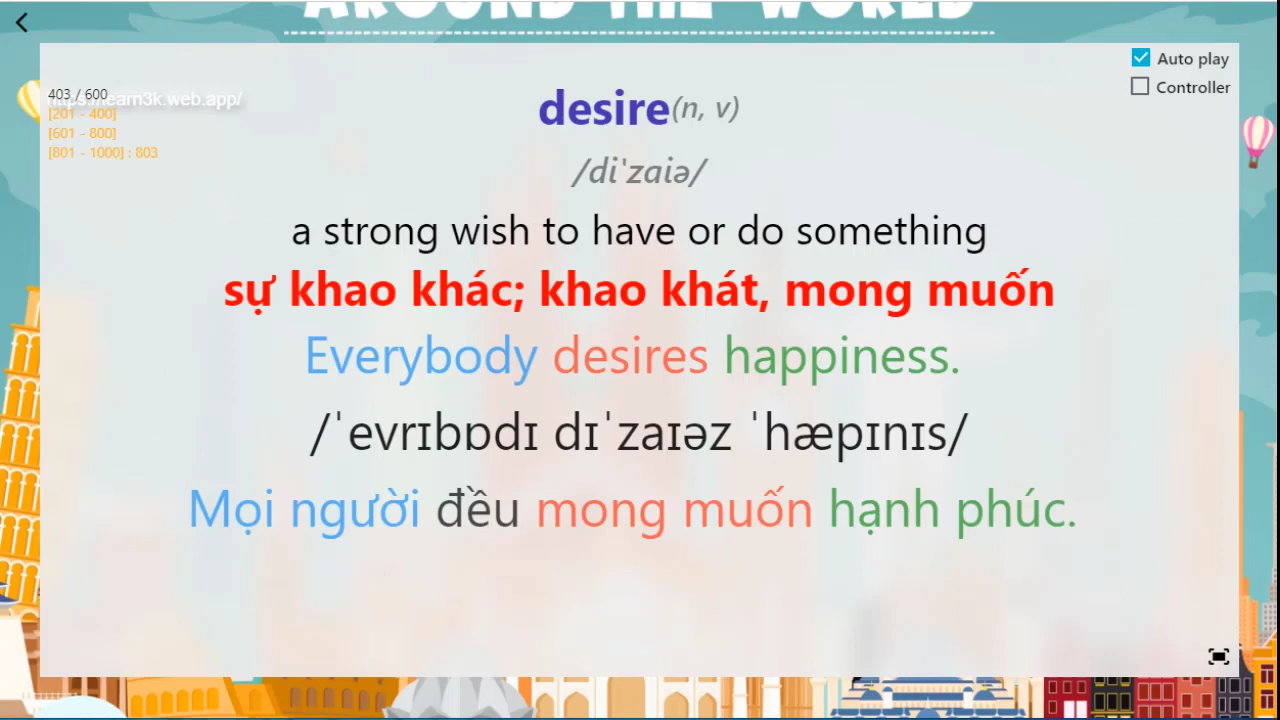 AROUND THE WORLD
Auto play
Controller
403 / 600
https://learn3k.web.app/
[201 - 400]
[601 - 800]
[801 - 1000] : 803
desire(n, v)
/di'zaiə/
a strong wish to have or do something
sự khao khác; khao khát, mong muốn
Everybody desires happiness.
/ˈevrɪbɒdɪ dɪˈzaɪəz ˈhæpɪnɪs/
Mọi người đều mong muốn hạnh phúc.